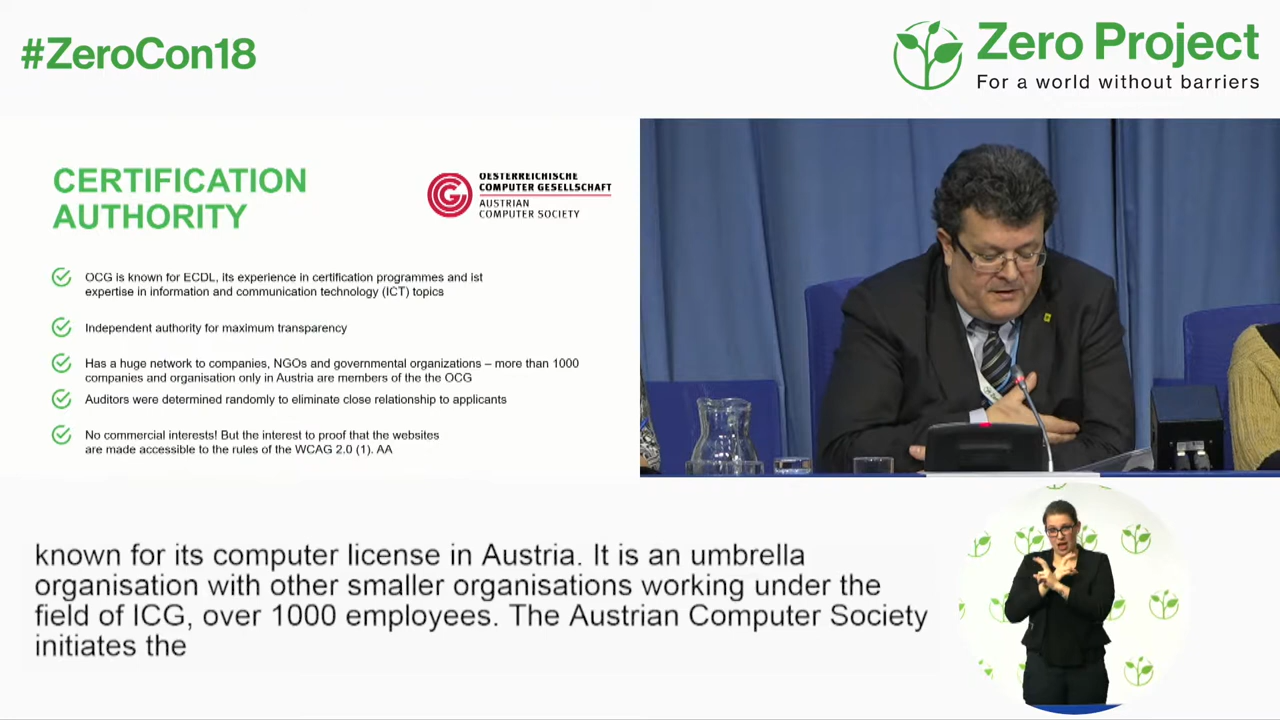 #ZeroCon18
Zero Project
For a world without barriers
CERTIFICATION
AUTHORITY
OESTERREICHISCHE
COMPUTER GESELLSCHAFT
AUSTRIAN
COMPUTER SOCIETY
OCG is known for ECDL, its experience in certification programmes and ist
expertise in information and communication technology (ICT) topics
Independent authority for maximum transparency
Has a huge network to companies, NGOs and governmental organizations – more than 1000
companies and organisation only in Austria are members of the the OCG
Auditors were determined randomly to eliminate close relationship to applicants
No commercial interests! But the interest to proof that the websites
are made accessible to the rules of the WCAG 2.0 (1). AA
known for its computer license in Austria. It is an umbrella
organisation with other smaller organisations working under the
field of ICG, over 1000 employees. The Austrian Computer Society
initiates the